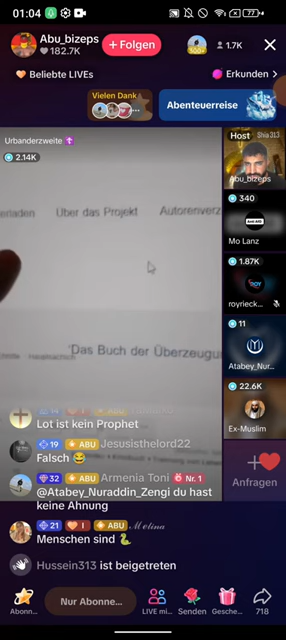 01:04
77
Abu_bizeps
182.7K
+ Folgen
1.7K
Beliebte LIVEs
Erkunden >
Vielen Dank
Abenteuerreise
Urbanderzweite
2.14K
Host
Shia313
Abu_bizeps
340
Mo Lanz
1.87K
royrieck...
11
Atabey_Nur...
22.6K
Ex-Muslim
Anfragen
Über das Projekt
Autorenverz
'Das Buch der Überzeugu
Lot ist kein Prophet
19 ABU Jesusisthelord22
Falsch 😂
32 ABU Armenia Toni Nr. 1
@Atabey_Nuraddin_Zengi du hast
keine Ahnung
21 I ABU Melina
Menschen sind 🐍
Hussein313 ist beigetreten
Abonn...
Nur Abonne...
LIVE mi...
Senden
Gesche...
718